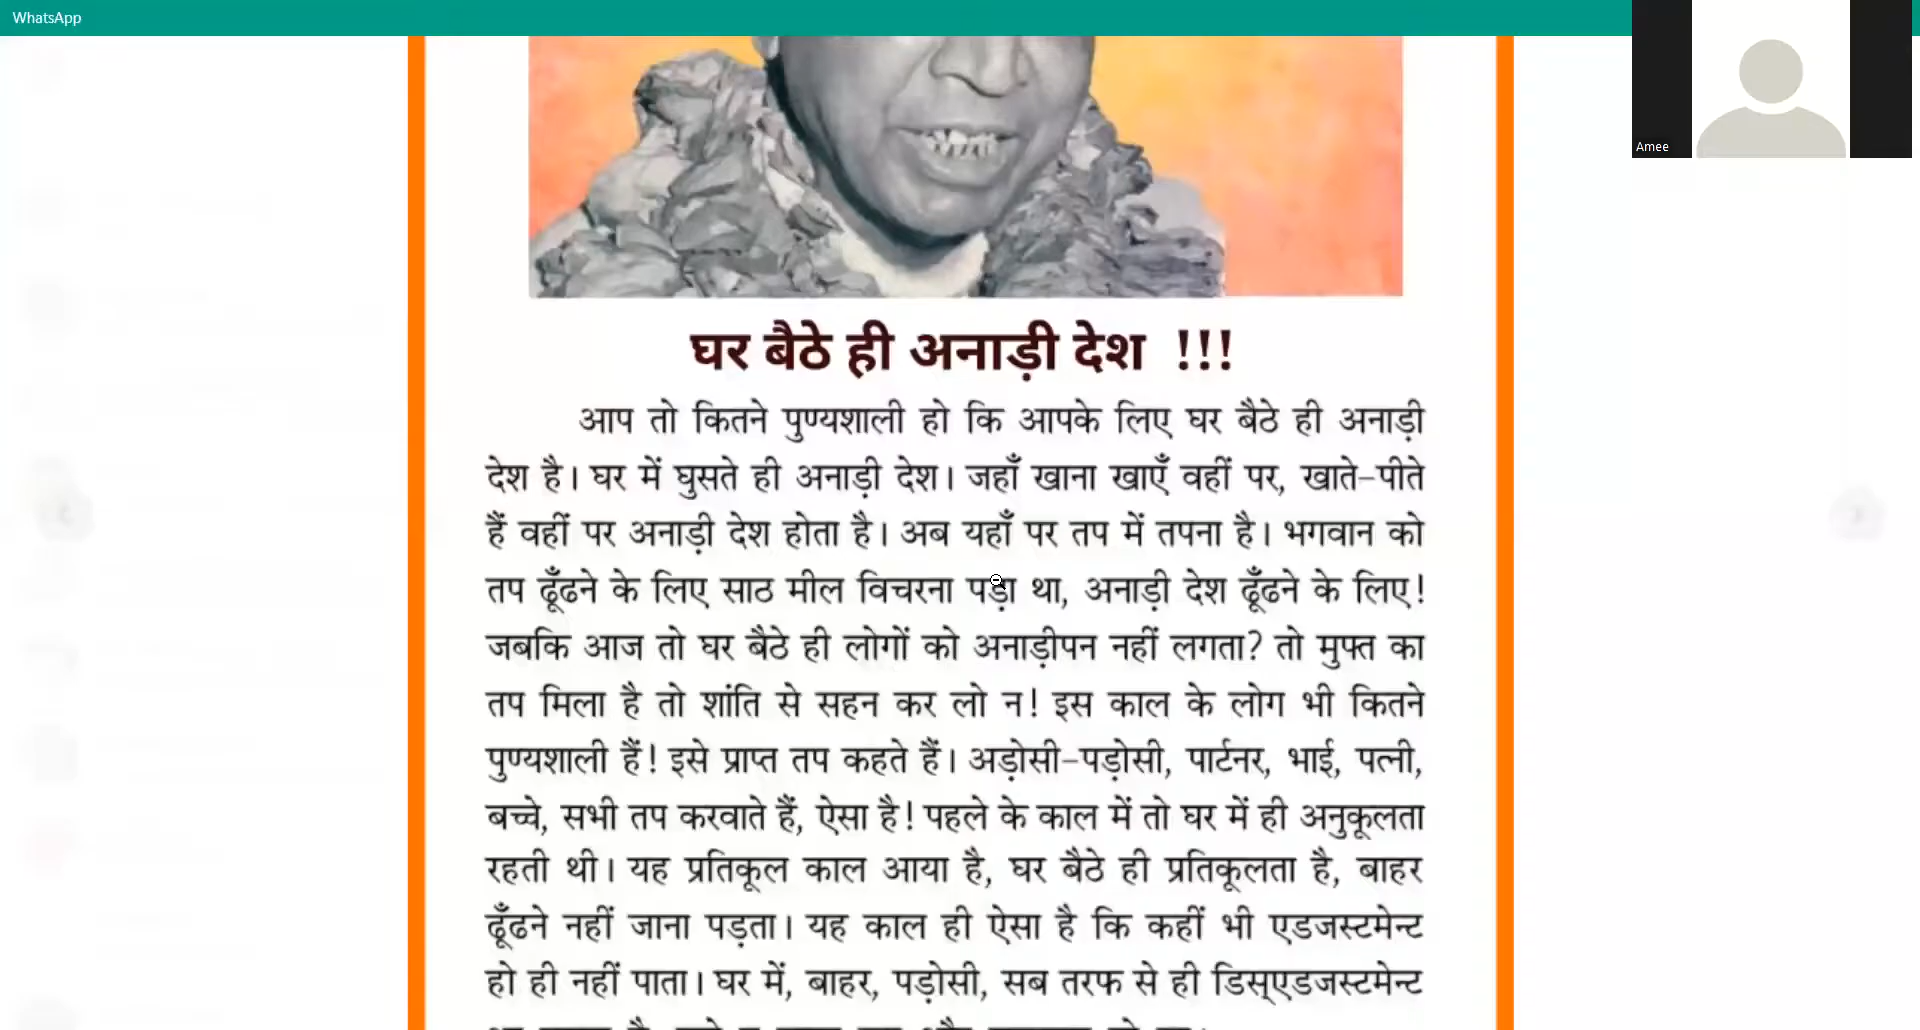 WhatsApp
Amee
घर बैठे ही अनाड़ी देश !!!
आप तो कितने पुण्यशाली हो कि आपके लिए घर बैठे ही अनाड़ी
देश है। घर में घुसते ही अनाड़ी देश। जहाँ खाना खाएँ वहीं पर, खाते-पीते
हैं वहीं पर अनाड़ी देश होता है। अब यहाँ पर तप में तपना है। भगवान को
तप ढूँढने के लिए साठ मील विचरना पड़ा था, अनाड़ी देश ढूँढने के लिए!
जबकि आज तो घर बैठे ही लोगों को अनाड़ीपन नहीं लगता? तो मुफ्त का
तप मिला है तो शांति से सहन कर लो न! इस काल के लोग भी कितने
पुण्यशाली हैं! इसे प्राप्त तप कहते हैं। अड़ोसी-पड़ोसी, पार्टनर, भाई, पत्नी,
बच्चे, सभी तप करवाते हैं, ऐसा है! पहले के काल में तो घर में ही अनुकूलता
रहती थी। यह प्रतिकूल काल आया है, घर बैठे ही प्रतिकूलता है, बाहर
ढूँढने नहीं जाना पड़ता। यह काल ही ऐसा है कि कहीं भी एडजस्टमेन्ट
हो ही नहीं पाता। घर में, बाहर, पड़ोसी, सब तरफ से ही डिस्एडजस्टमेन्ट